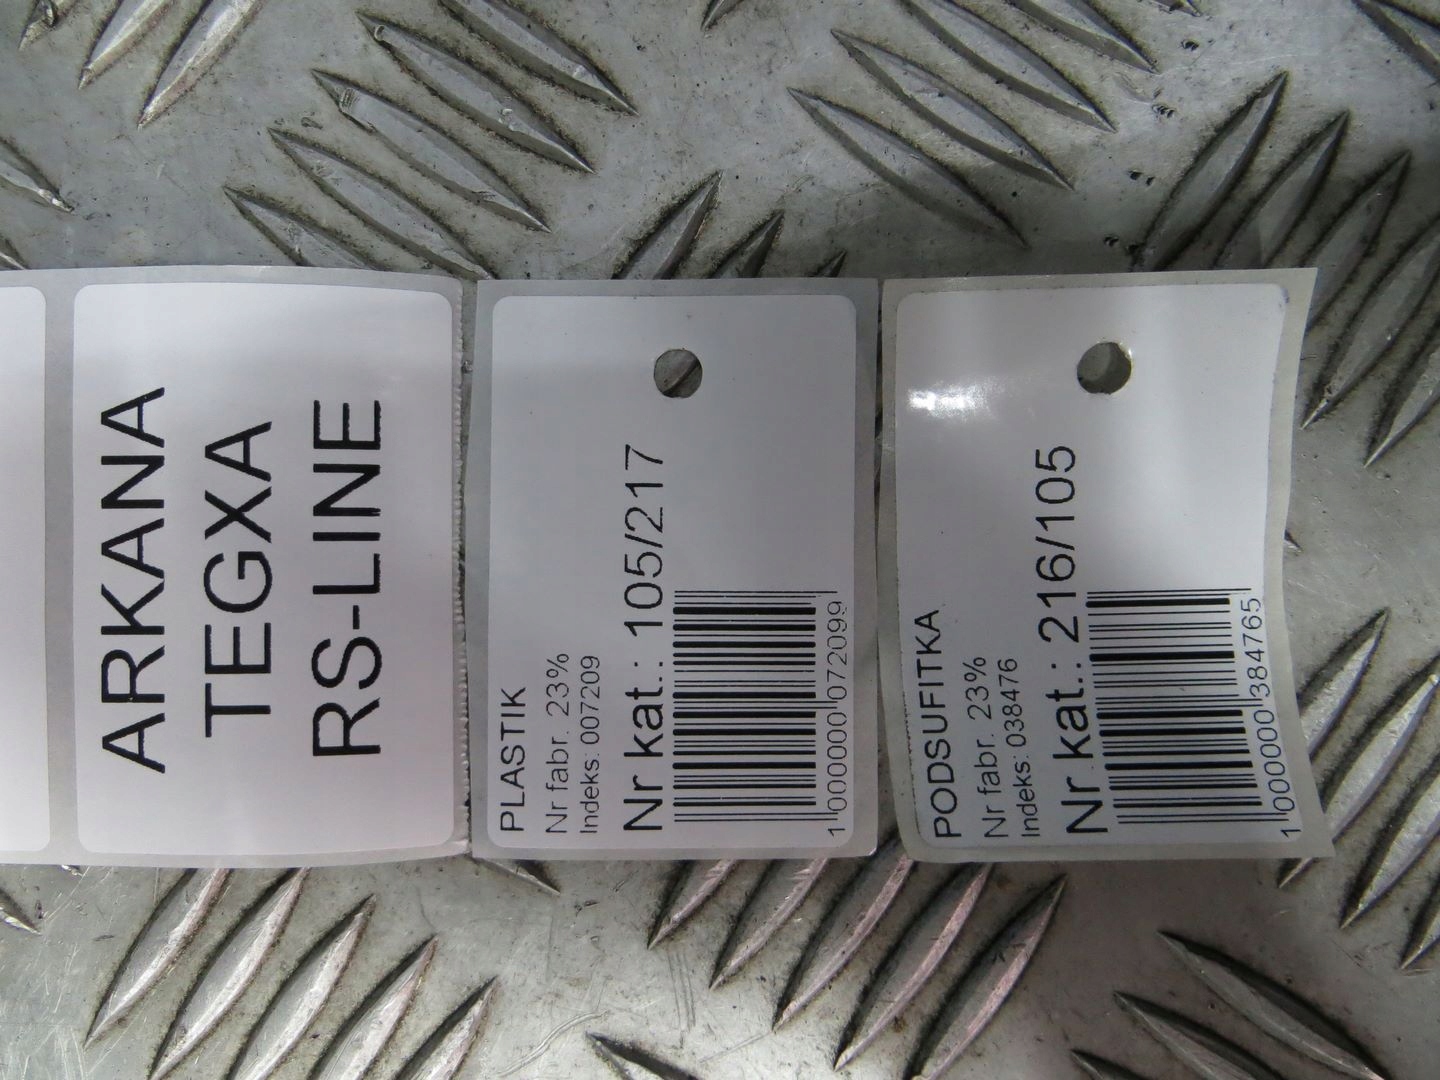 ARKANA
TEGXA
RS-LINE
PLASTIK
Nr fabr. 23%
Indeks: 007209
Nr kat.: 105/217
1000000072099
PODSUFITKA
Nr fabr. 23%
Indeks: 038476
Nr kat.: 216/105
1000000384765